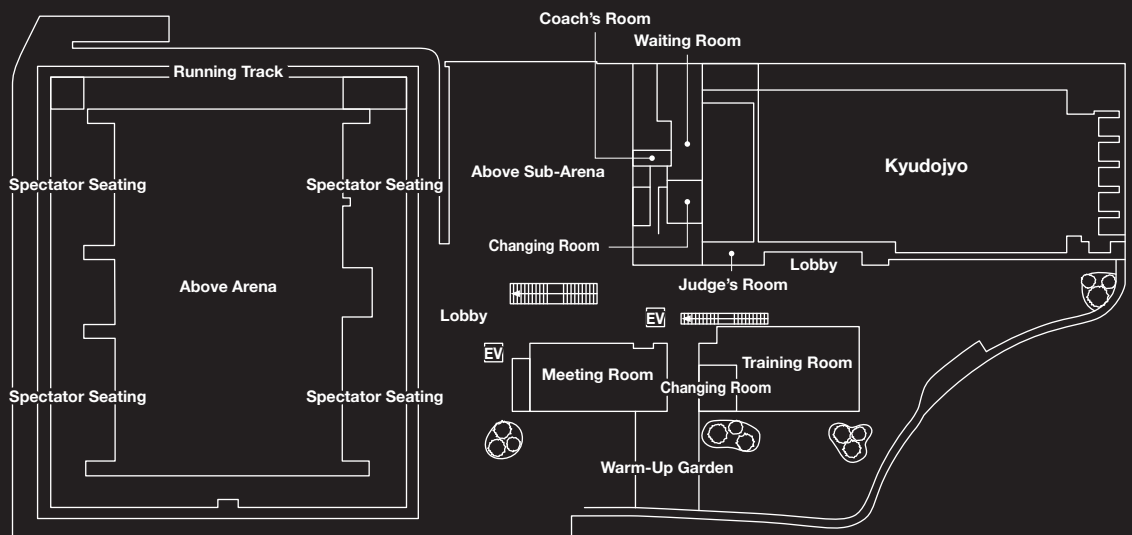 Coach's Room
Waiting Room
Running Track
Kyudojyo
Above Sub-Arena
Spectator Seating
Spectator Seating
Changing Room
Lobby
Judge's Room
Above Arena
Lobby
EV
EV
Training Room
Meeting Room
Changing Room
Spectator Seating
Spectator Seating
Warm-Up Garden